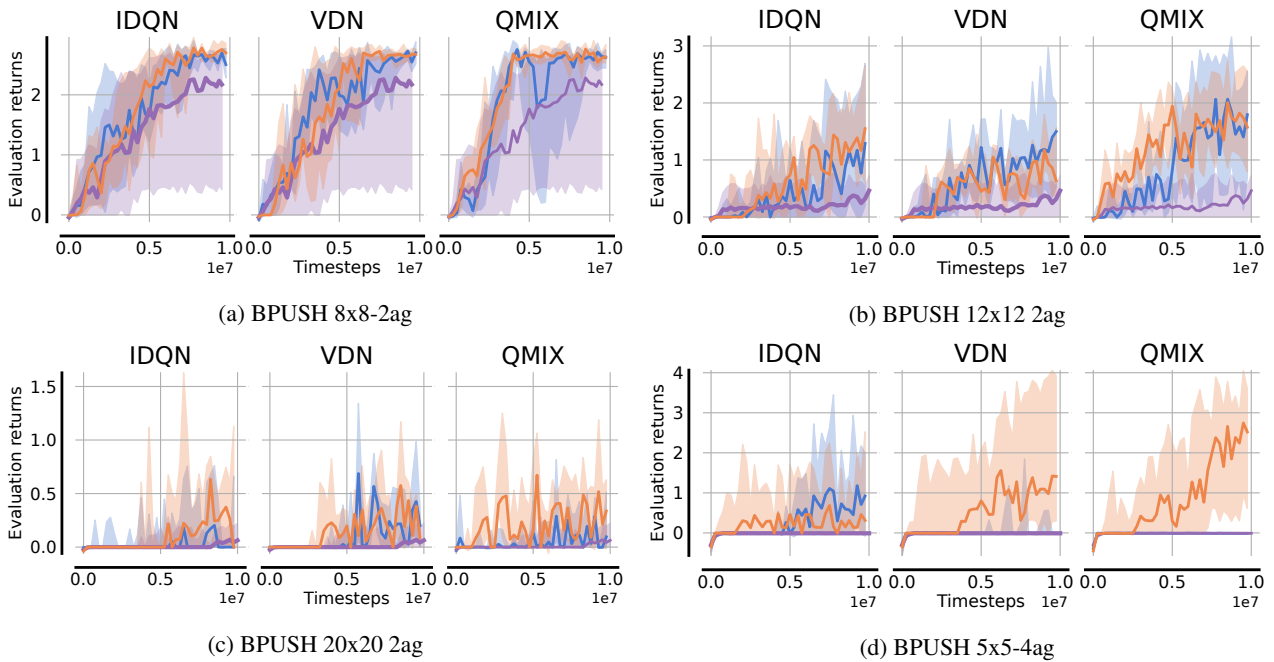 IDQN VDN QMIX
Evaluation returns
2
1
0
0.0 0.5 1.0 0.0 0.5 1.0 0.0 0.5 1.0
1e7 Timesteps 1e7 1e7
(a) BPUSH 8x8-2ag
IDQN VDN QMIX
Evaluation returns
3
2
1
0
0.0 0.5 1.0 0.0 0.5 1.0 0.0 0.5 1.0
1e7 Timesteps 1e7 1e7
(b) BPUSH 12x12 2ag
IDQN VDN QMIX
Evaluation returns
1.5
1.0
0.5
0.0
0.0 0.5 1.0 0.0 0.5 1.0 0.0 0.5 1.0
1e7 Timesteps 1e7 1e7
(c) BPUSH 20x20 2ag
IDQN VDN QMIX
Evaluation returns
4
3
2
1
0
0.0 0.5 1.0 0.0 0.5 1.0 0.0 0.5 1.0
1e7 Timesteps 1e7 1e7
(d) BPUSH 5x5-4ag